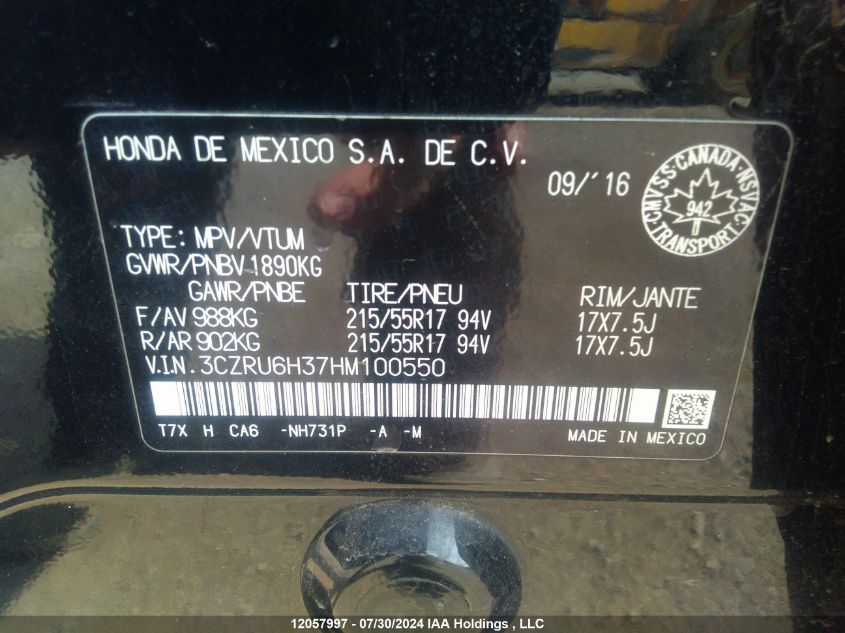 HONDA DE MEXICO S.A. DE C.V.
09/'16
CMVSS·CANADA·NSVAC
942
TRANSPORT
TYPE: MPV/VTUM
GVWR/PNBV 1890KG
GAWR/PNBE TIRE/PNEU RIM/JANTE
F/AV 988KG 215/55R17 94V 17X7.5J
R/AR 902KG 215/55R17 94V 17X7.5J
V.I.N. 3CZRU6H37HM100550
T7X H CA6 -NH731P -A -M MADE IN MEXICO
12057997 - 07/30/2024 IAA Holdings , LLC